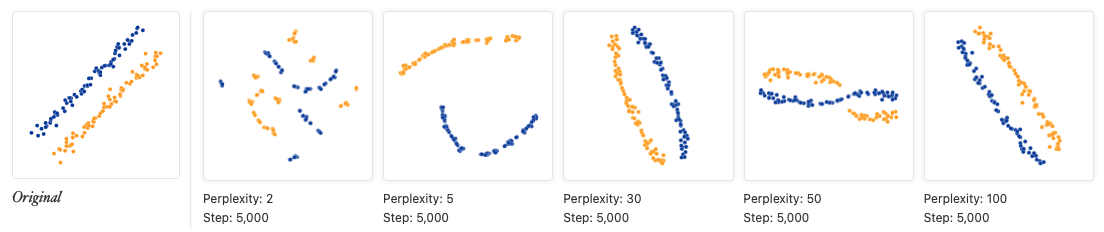 Original
Perplexity: 2
Step: 5,000
Perplexity: 5
Step: 5,000
Perplexity: 30
Step: 5,000
Perplexity: 50
Step: 5,000
Perplexity: 100
Step: 5,000